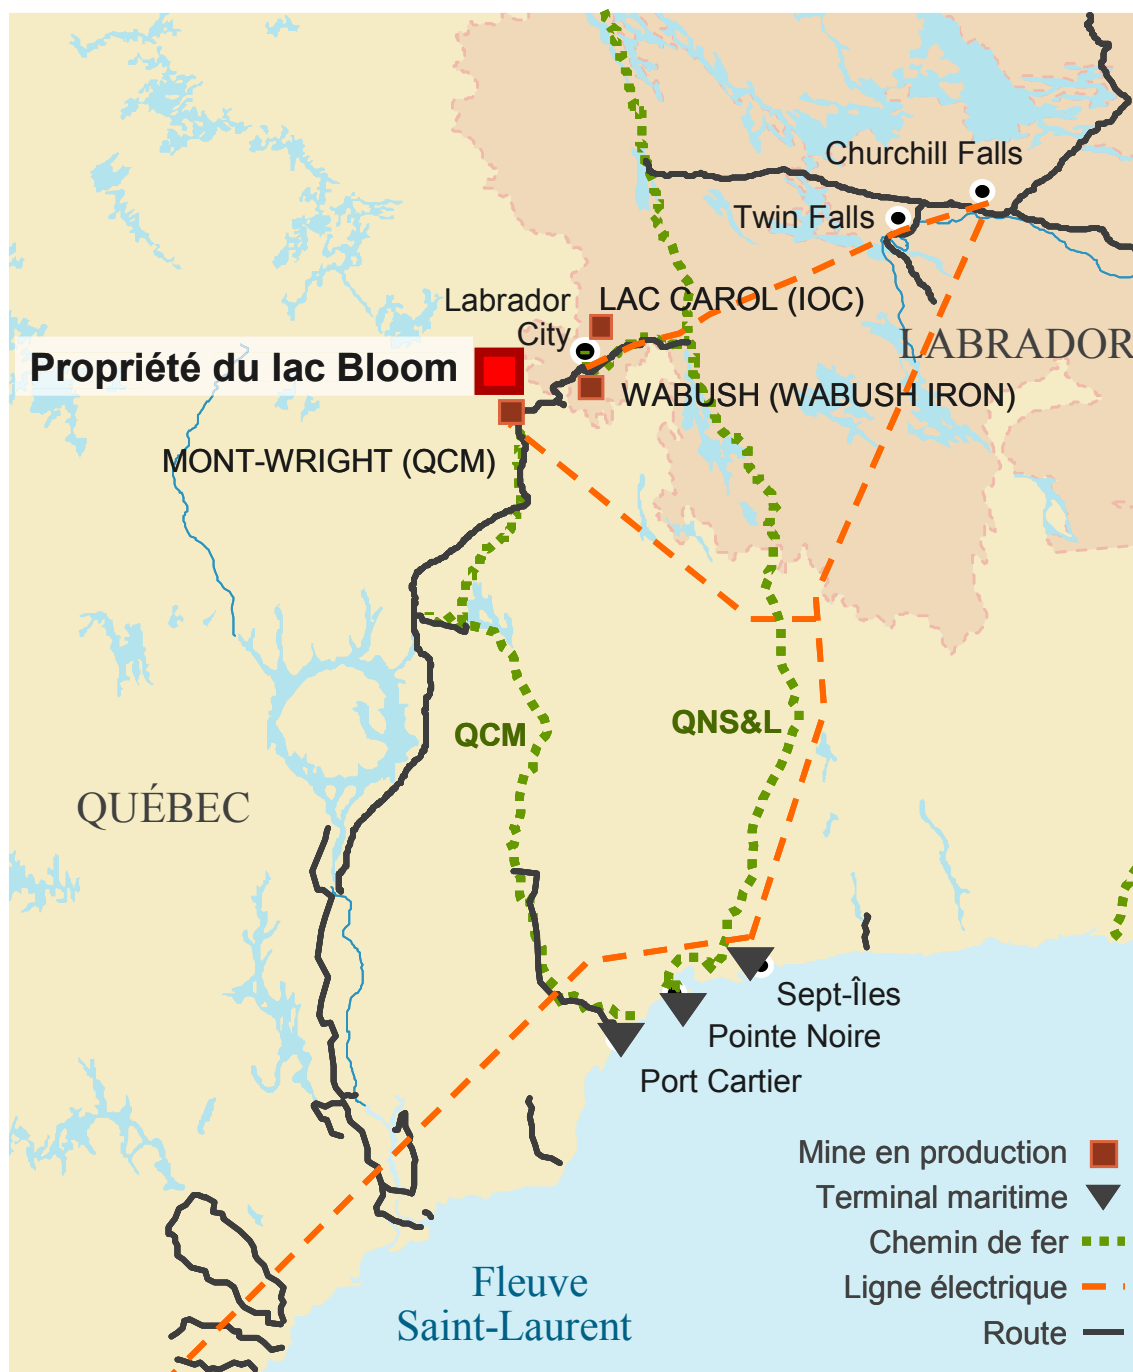 Churchill Falls
Twin Falls
Labrador
City
LAC CAROL (IOC)
LABRADOR
Propriété du lac Bloom
WABUSH (WABUSH IRON)
MONT-WRIGHT (QCM)
QCM
QNS&L
QUÉBEC
Sept-Îles
Pointe Noire
Port Cartier
Mine en production
Terminal maritime
Chemin de fer
Ligne électrique
Route
Fleuve
Saint-Laurent